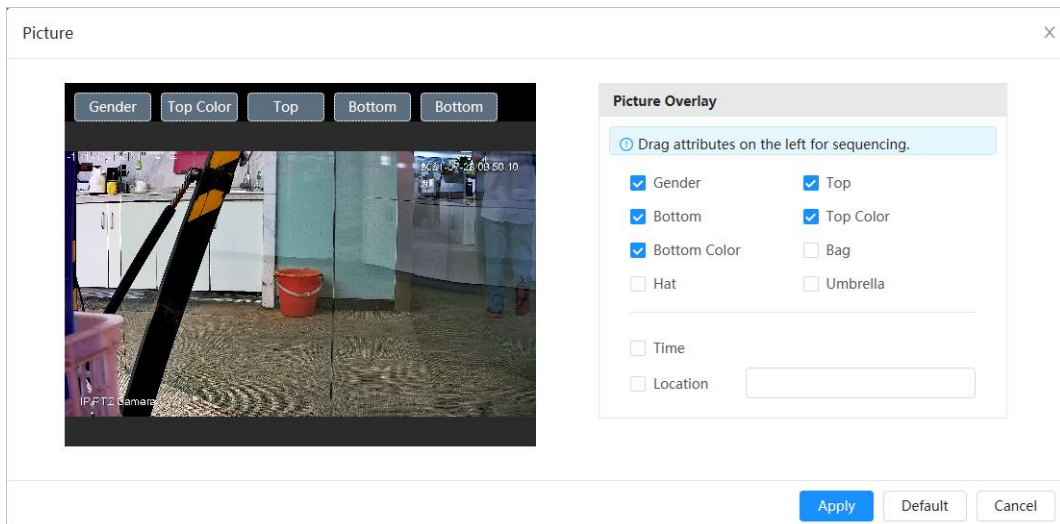 Picture
X
Gender Top Color Top Bottom Bottom
Picture Overlay
Drag attributes on the left for sequencing.
Gender Top
Bottom Top Color
Bottom Color Bag
Hat Umbrella
Time
Location
IP PTZ Camera
Apply Default Cancel